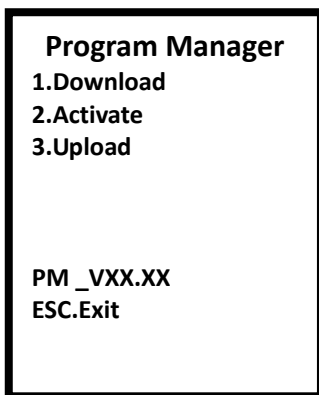 Program Manager
1.Download
2.Activate
3.Upload
PM _VXX.XX
ESC.Exit